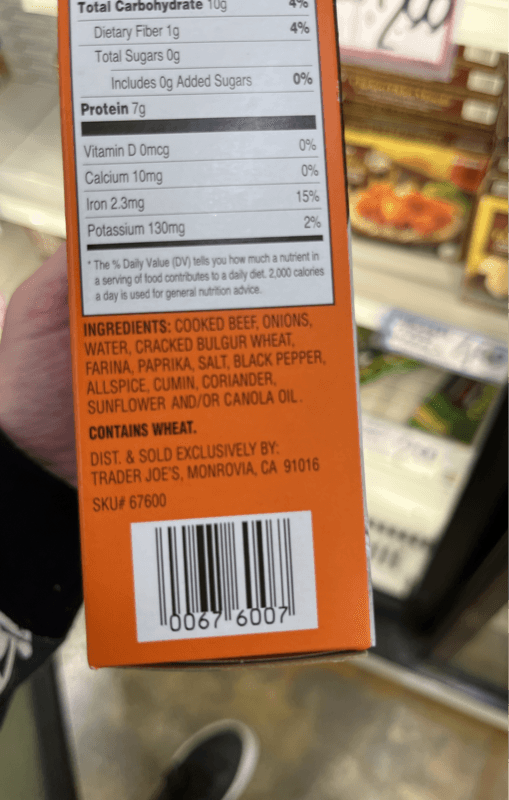 Total Carbohydrate 10g 4%
Dietary Fiber 1g 4%
Total Sugars 0g
Includes 0g Added Sugars 0%
Protein 7g
Vitamin D 0mcg 0%
Calcium 10mg 0%
Iron 2.3mg 15%
Potassium 130mg 2%
* The % Daily Value (DV) tells you how much a nutrient in
a serving of food contributes to a daily diet. 2,000 calories
a day is used for general nutrition advice.
INGREDIENTS: COOKED BEEF, ONIONS,
WATER, CRACKED BULGUR WHEAT,
FARINA, PAPRIKA, SALT, BLACK PEPPER,
ALLSPICE, CUMIN, CORIANDER,
SUNFLOWER AND/OR CANOLA OIL.
CONTAINS WHEAT.
DIST. & SOLD EXCLUSIVELY BY:
TRADER JOE'S, MONROVIA, CA 91016
SKU# 67600
0067 6007